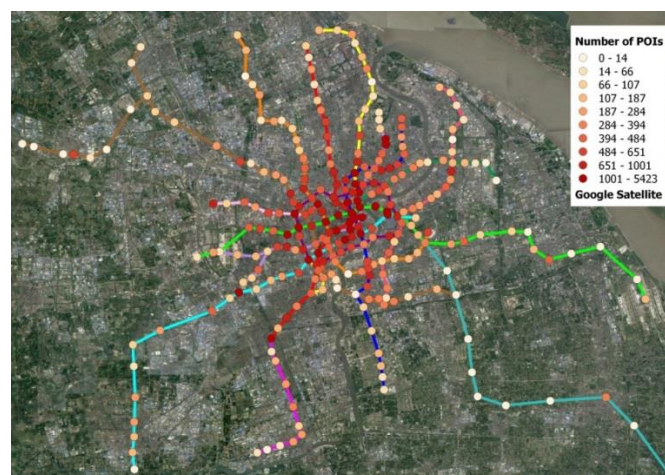 Number of POIs
0 - 14
14 - 66
66 - 107
107 - 187
187 - 284
284 - 394
394 - 484
484 - 651
651 - 1001
1001 - 5423
Google Satellite